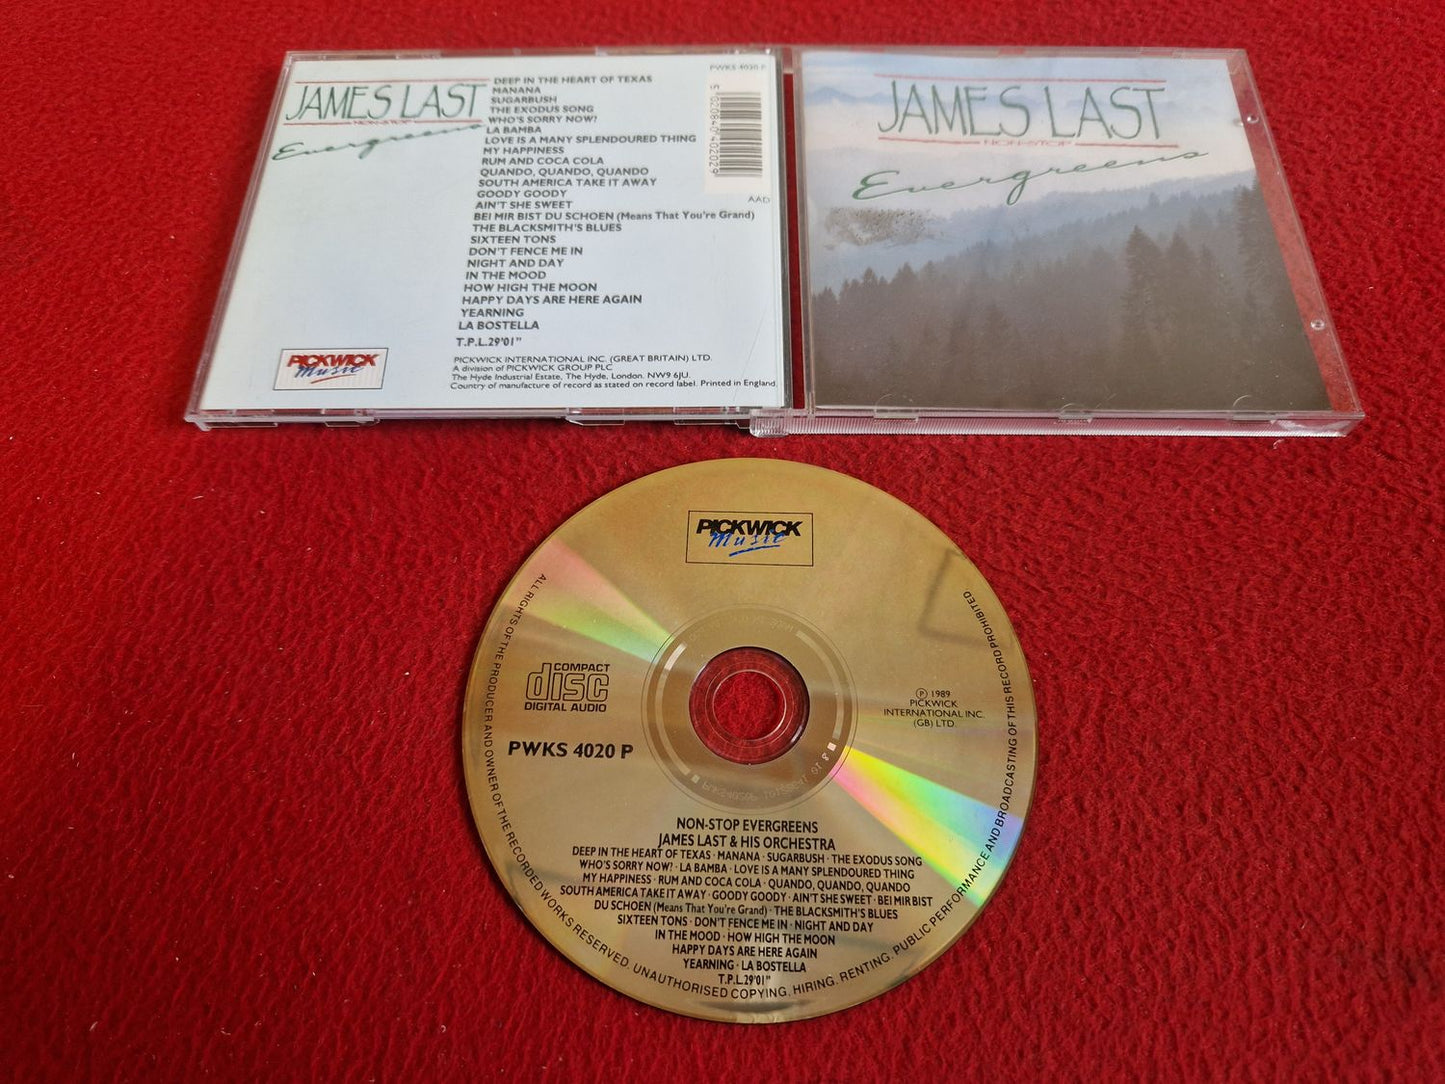 JAMES LAST
NON-STOP
Evergreens
DEEP IN THE HEART OF TEXAS
MANANA
SUGARBUSH
THE EXODUS SONG
WHO'S SORRY NOW?
LA BAMBA
LOVE IS A MANY SPLENDOURED THING
MY HAPPINESS
RUM AND COCA COLA
QUANDO, QUANDO, QUANDO
SOUTH AMERICA TAKE IT AWAY
GOODY GOODY
AIN'T SHE SWEET
BEI MIR BIST DU SCHOEN (Means That You're Grand)
THE BLACKSMITH'S BLUES
SIXTEEN TONS
DON'T FENCE ME IN
NIGHT AND DAY
IN THE MOOD
HOW HIGH THE MOON
HAPPY DAYS ARE HERE AGAIN
YEARNING
LA BOSTELLA
T.P.L.29'01"
PWKS 4020 P
5 020840 402029
AAD
PICKWICK
Music
PICKWICK INTERNATIONAL INC. (GREAT BRITAIN) LTD.
A division of PICKWICK GROUP PLC
The Hyde Industrial Estate, The Hyde, London. NW9 6JU.
Country of manufacture of record as stated on record label. Printed in England.
JAMES LAST
NON-STOP
Evergreens
PICKWICK
Music
COMPACT
disc
DIGITAL AUDIO
PWKS 4020 P
℗ 1989
PICKWICK
INTERNATIONAL INC.
(GB) LTD.
NON-STOP EVERGREENS
JAMES LAST & HIS ORCHESTRA
DEEP IN THE HEART OF TEXAS · MANANA · SUGARBUSH · THE EXODUS SONG
WHO'S SORRY NOW? · LA BAMBA · LOVE IS A MANY SPLENDOURED THING
MY HAPPINESS · RUM AND COCA COLA · QUANDO, QUANDO, QUANDO
SOUTH AMERICA TAKE IT AWAY · GOODY GOODY · AIN'T SHE SWEET · BEI MIR BIST
DU SCHOEN (Means That You're Grand) · THE BLACKSMITH'S BLUES
SIXTEEN TONS · DON'T FENCE ME IN · NIGHT AND DAY
IN THE MOOD · HOW HIGH THE MOON
HAPPY DAYS ARE HERE AGAIN
YEARNING · LA BOSTELLA
T.P.L.29'01"
ALL RIGHTS OF THE PRODUCER AND OWNER OF THE RECORDED WORKS RESERVED. UNAUTHORISED COPYING, HIRING, RENTING, PUBLIC PERFORMANCE AND BROADCASTING OF THIS RECORD PROHIBITED